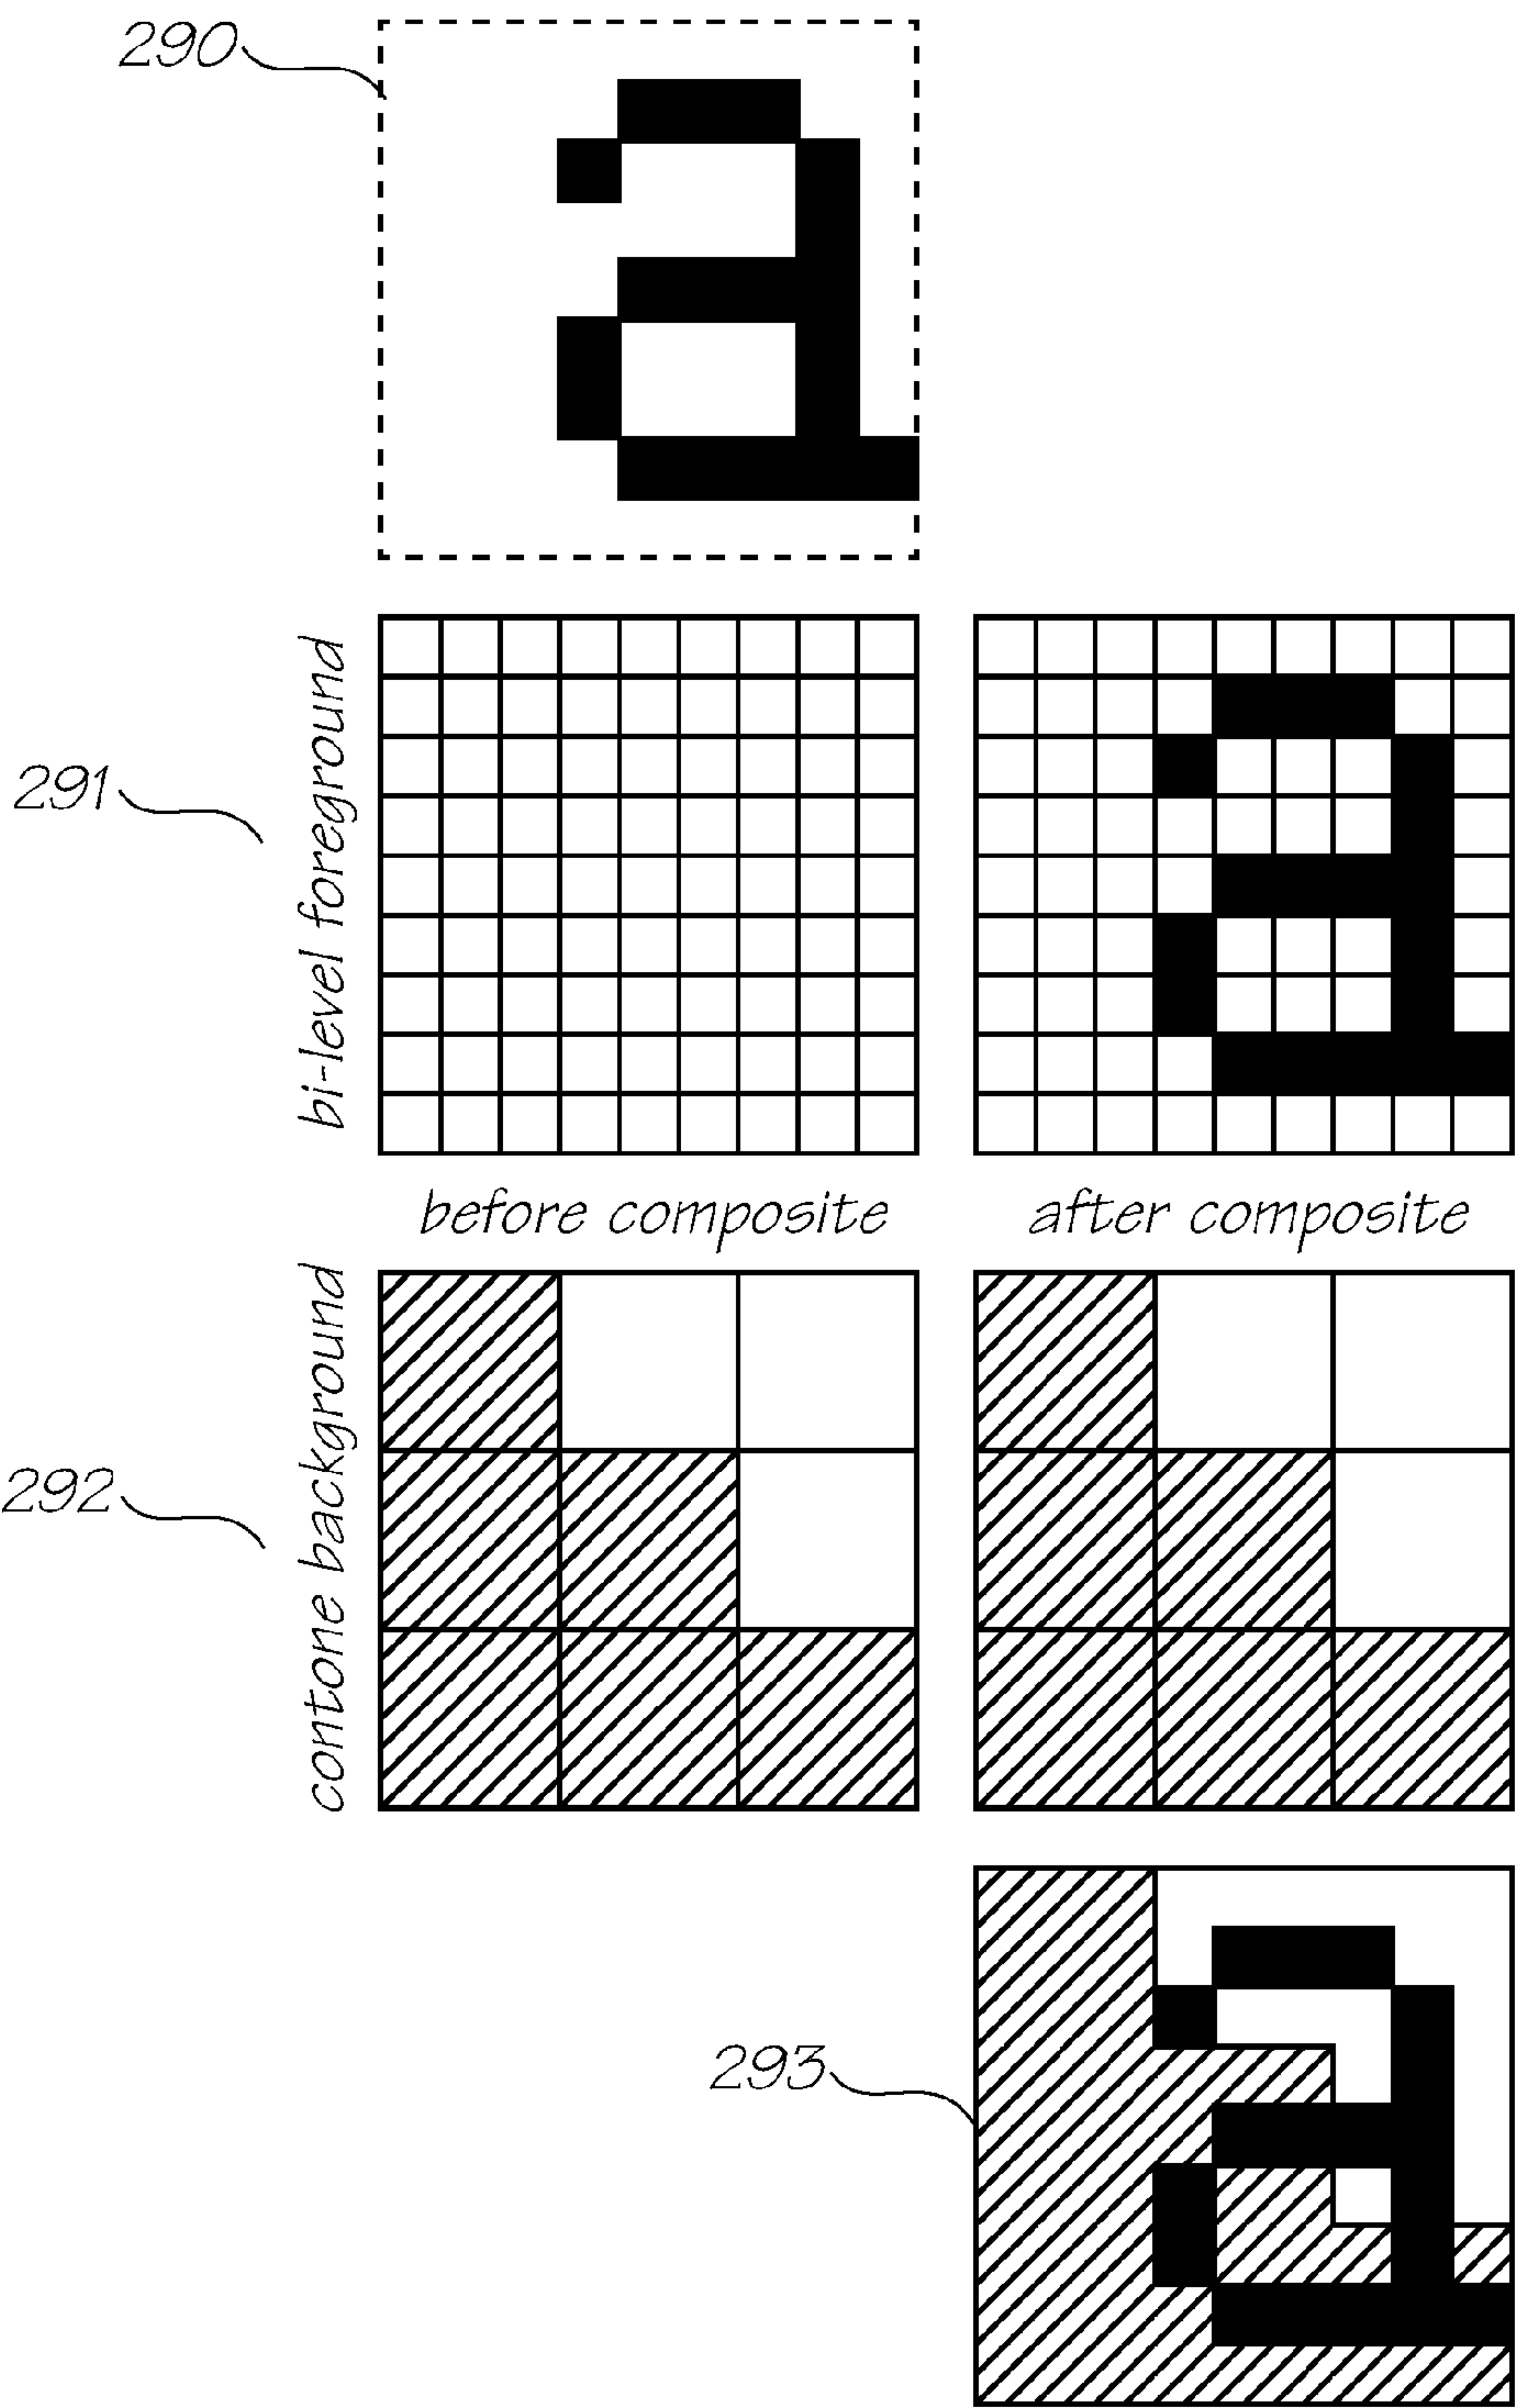 290
a
291
bi-level foreground
a
before composite
after composite
292
contone background
293
a